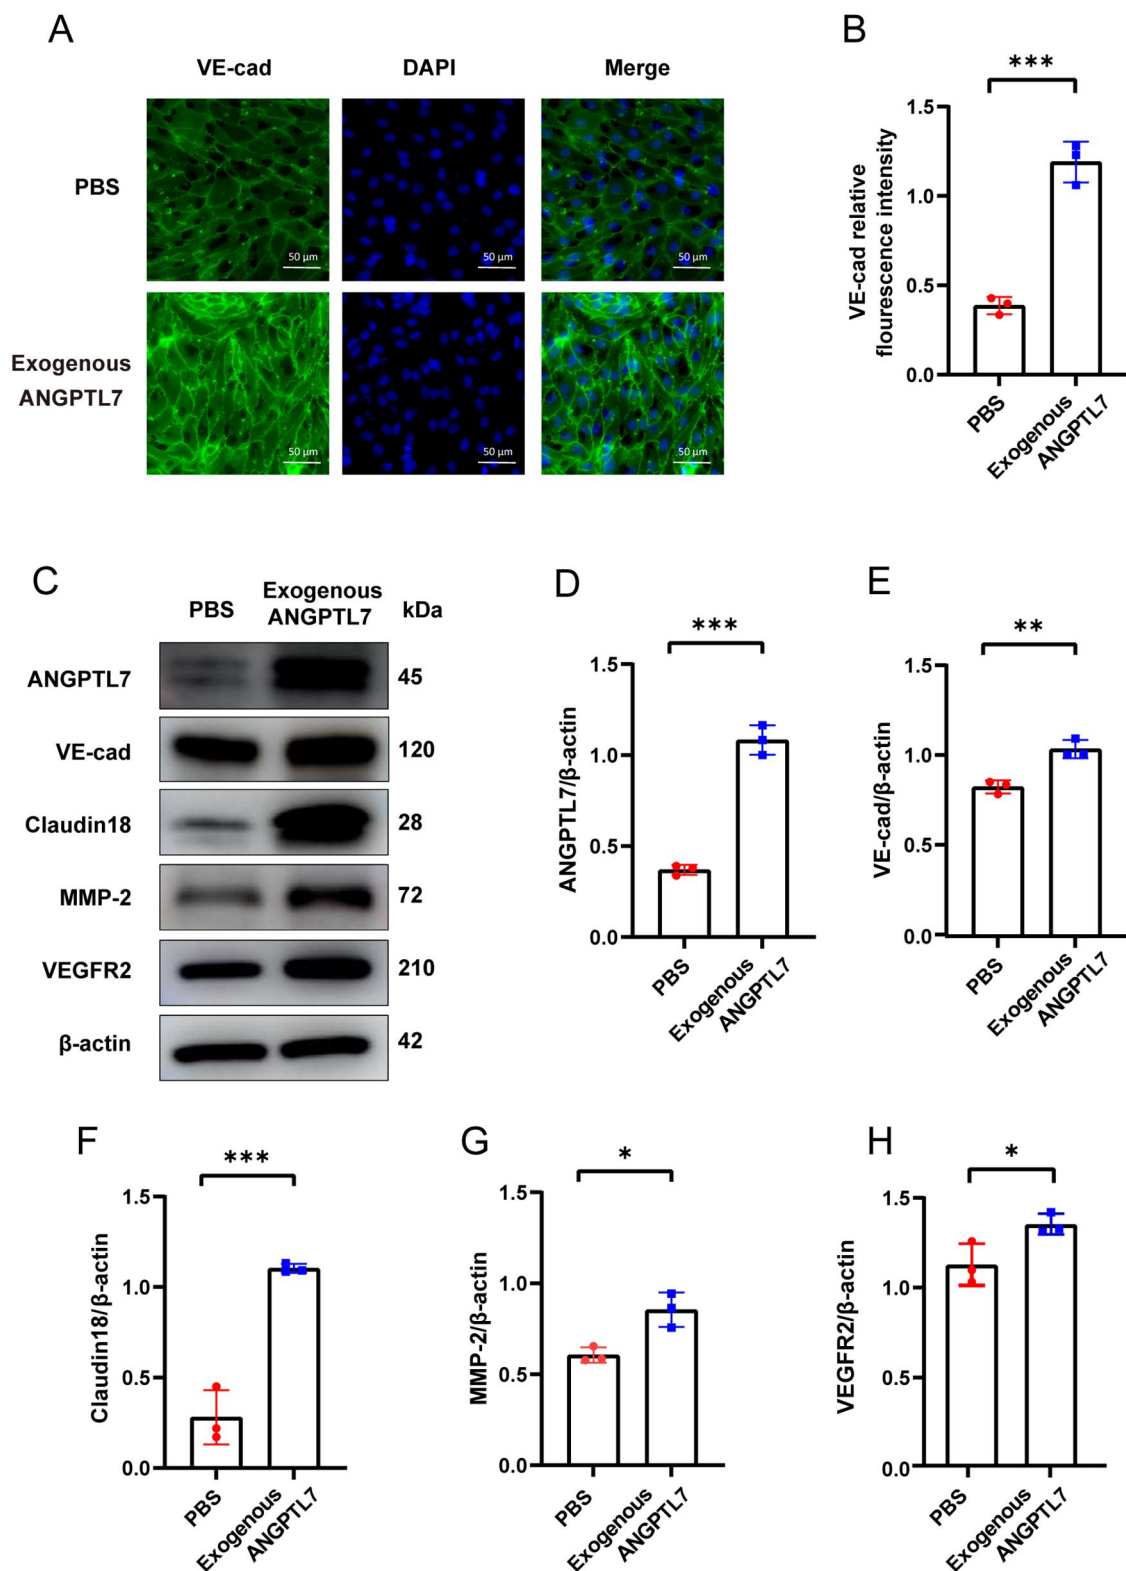 A
VE-cad DAPI Merge
PBS
50 µm 50 µm 50 µm
Exogenous
ANGPTL7
50 µm 50 µm 50 µm
B
***
VE-cad relative
flourescence intensity
1.5
1.0
0.5
0.0
PBS
Exogenous
ANGPTL7
C
PBS Exogenous
ANGPTL7 kDa
ANGPTL7 45
VE-cad 120
Claudin18 28
MMP-2 72
VEGFR2 210
β-actin 42
D
***
ANGPTL7/β-actin
1.5
1.0
0.5
0.0
PBS
Exogenous
ANGPTL7
E
**
VE-cad/β-actin
1.5
1.0
0.5
0.0
PBS
Exogenous
ANGPTL7
F
***
Claudin18/β-actin
1.5
1.0
0.5
0.0
PBS
Exogenous
ANGPTL7
G
*
MMP-2/β-actin
1.5
1.0
0.5
0.0
PBS
Exogenous
ANGPTL7
H
*
VEGFR2/β-actin
1.5
1.0
0.5
0.0
PBS
Exogenous
ANGPTL7